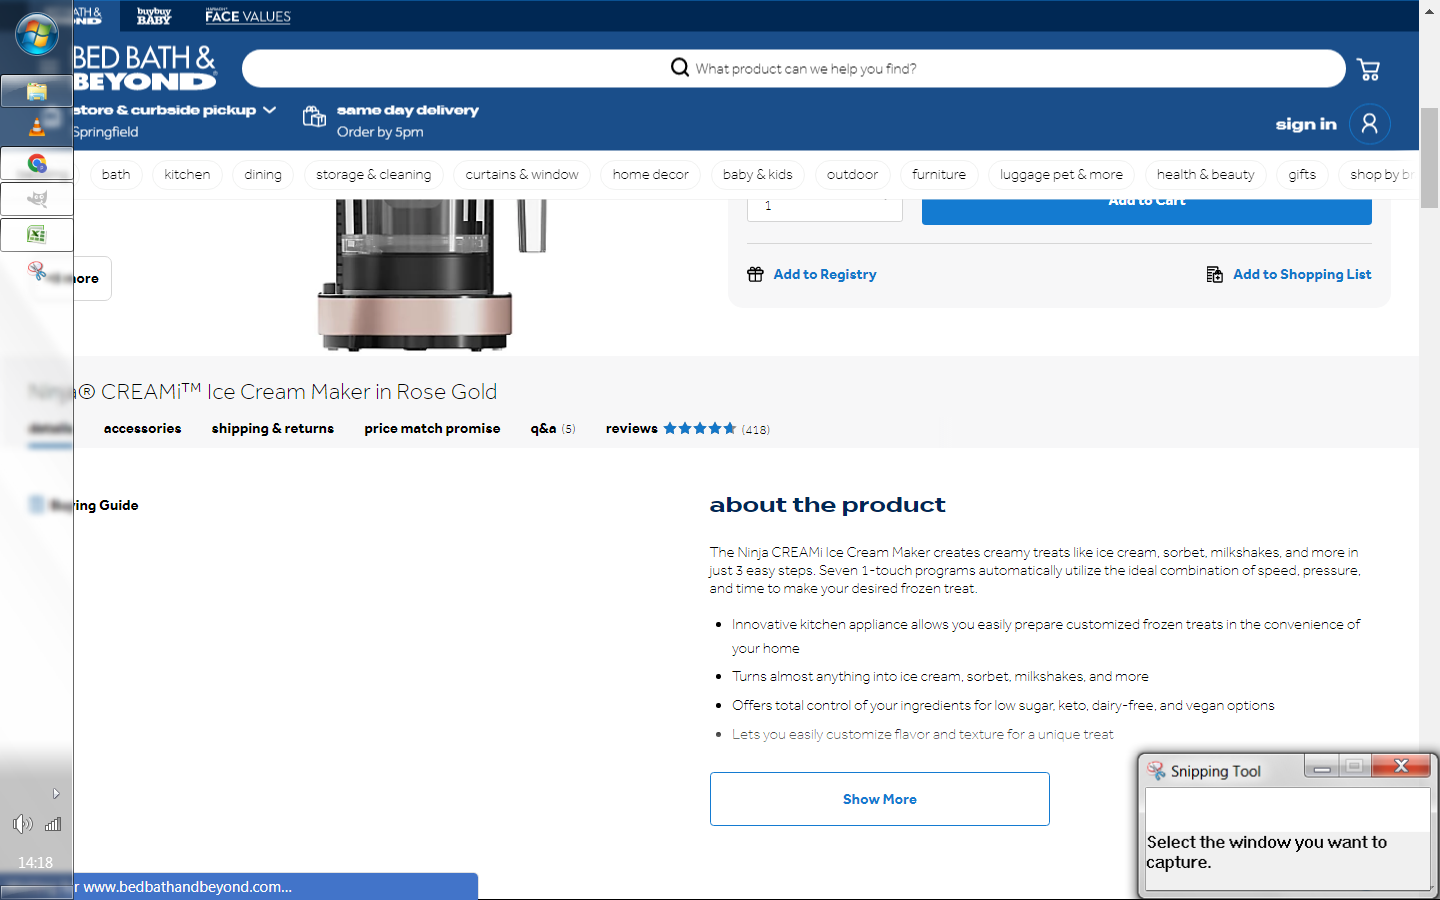 ATH &
OND
buybuy
BABY
FACE VALUES
BED BATH &
BEYOND
What product can we help you find?
store & curbside pickup
Springfield
same day delivery
Order by 5pm
sign in
bath
kitchen
dining
storage & cleaning
curtains & window
home decor
baby & kids
outdoor
furniture
luggage pet & more
health & beauty
gifts
shop by br
1
Add to Cart
more
Add to Registry
Add to Shopping List
Ninja® CREAMi™ Ice Cream Maker in Rose Gold
details
accessories
shipping & returns
price match promise
q&a (5)
reviews (418)
Buying Guide
about the product
The Ninja CREAMi Ice Cream Maker creates creamy treats like ice cream, sorbet, milkshakes, and more in
just 3 easy steps. Seven 1-touch programs automatically utilize the ideal combination of speed, pressure,
and time to make your desired frozen treat.
Innovative kitchen appliance allows you easily prepare customized frozen treats in the convenience of
your home
Turns almost anything into ice cream, sorbet, milkshakes, and more
Offers total control of your ingredients for low sugar, keto, dairy-free, and vegan options
Lets you easily customize flavor and texture for a unique treat
Show More
Snipping Tool
Select the window you want to
capture.
14:18
r www.bedbathandbeyond.com...